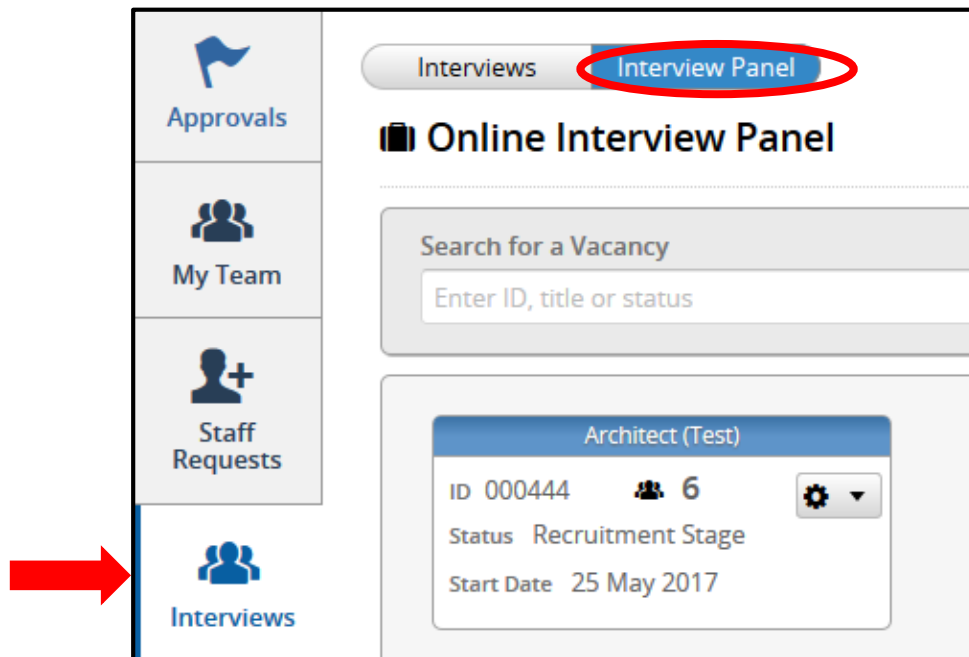 Approvals
My Team
Staff
Requests
Interviews
Interviews Interview Panel
Online Interview Panel
Search for a Vacancy
Enter ID, title or status
Architect (Test)
ID 000444 6
Status Recruitment Stage
Start Date 25 May 2017